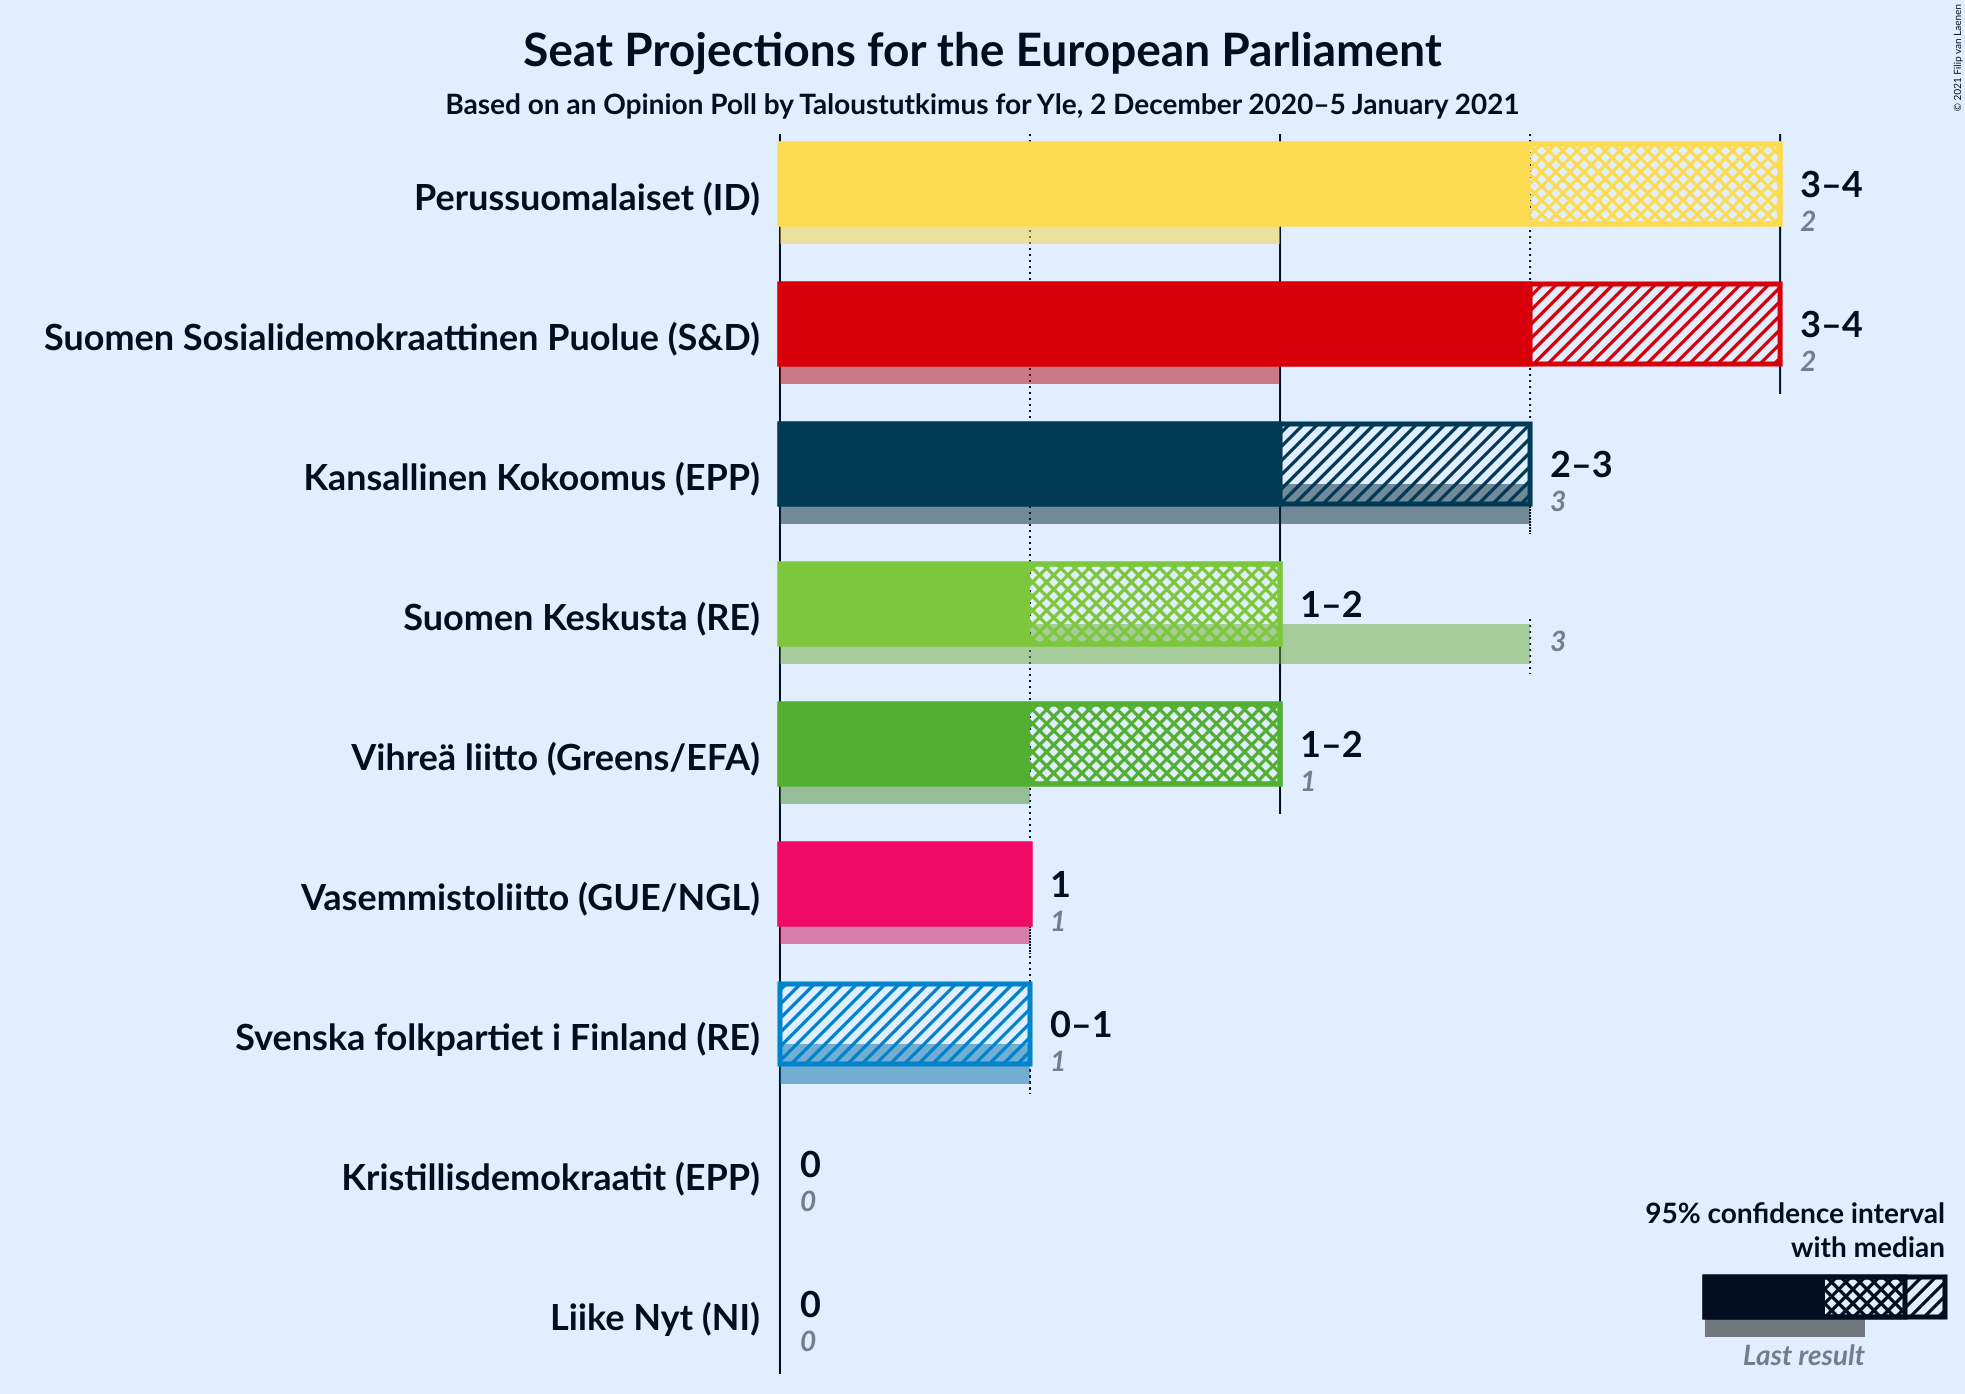 Seat Projections for the European Parliament
Based on an Opinion Poll by Taloustutkimus for Yle, 2 December 2020–5 January 2021
© 2021 Filip van Laenen
Perussuomalaiset (ID)
3–4
2
Suomen Sosialidemokraattinen Puolue (S&D)
3–4
2
Kansallinen Kokoomus (EPP)
2–3
3
Suomen Keskusta (RE)
1–2
3
Vihreä liitto (Greens/EFA)
1–2
1
Vasemmistoliitto (GUE/NGL)
1
1
Svenska folkpartiet i Finland (RE)
0–1
1
Kristillisdemokraatit (EPP)
0
0
Liike Nyt (NI)
0
0
95% confidence interval
with median
Last result